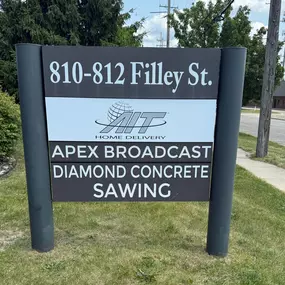 810-812 Filley St.
AIT
HOME DELIVERY
APEX BROADCAST
DIAMOND CONCRETE
SAWING